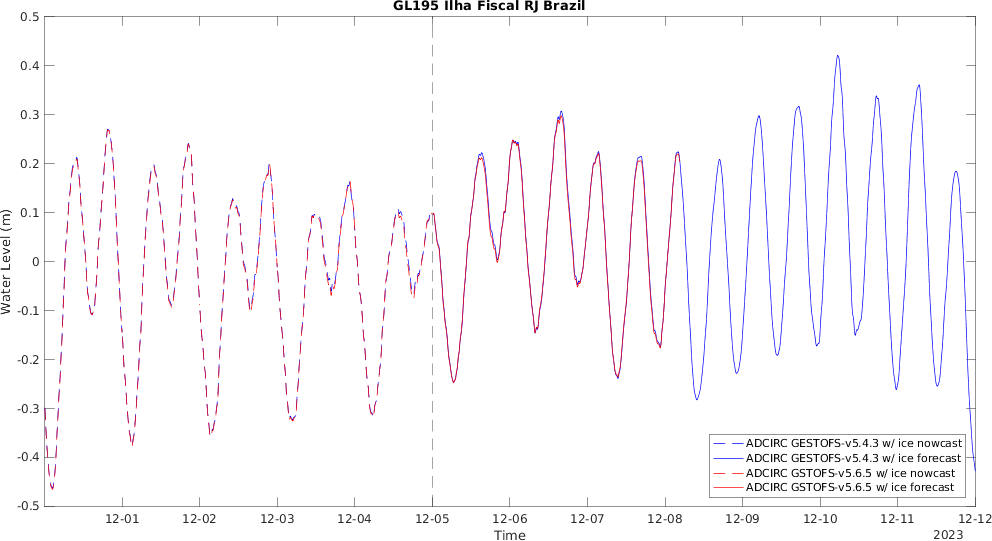 GL195 Ilha Fiscal RJ Brazil
0.5
0.4
0.3
0.2
0.1
0
-0.1
-0.2
-0.3
-0.4
-0.5
Water Level (m)
12-01 12-02 12-03 12-04 12-05 12-06 12-07 12-08 12-09 12-10 12-11 12-12
Time
2023
ADCIRC GESTOFS-v5.4.3 w/ ice nowcast
ADCIRC GESTOFS-v5.4.3 w/ ice forecast
ADCIRC GSTOFS-v5.6.5 w/ ice nowcast
ADCIRC GSTOFS-v5.6.5 w/ ice forecast